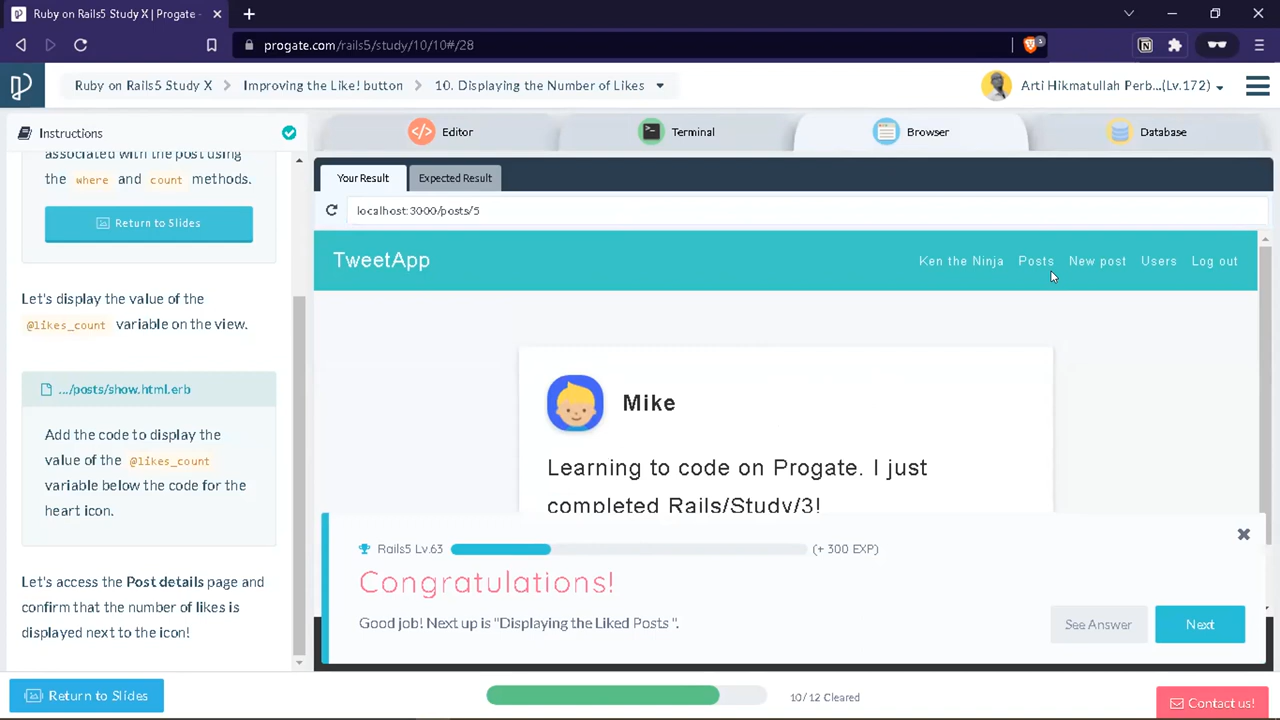 Ruby on Rails5 Study X | Progate -
progate.com/rails5/study/10/10#/28
3
Ruby on Rails5 Study X
Improving the Like! button
10. Displaying the Number of Likes
Arti Hikmatullah Perb...(Lv.172)
Instructions
Editor
Terminal
Browser
Database
associated with the post using
the where and count methods.
Return to Slides
Let's display the value of the
@likes_count variable on the view.
.../posts/show.html.erb
Add the code to display the
value of the @likes_count
variable below the code for the
heart icon.
Let's access the Post details page and
confirm that the number of likes is
displayed next to the icon!
Your Result
Expected Result
localhost:3000/posts/5
TweetApp
Ken the Ninja
Posts
New post
Users
Log out
Mike
Learning to code on Progate. I just
completed Rails/Study/3!
Rails5 Lv.63
(+ 300 EXP)
Congratulations!
Good job! Next up is "Displaying the Liked Posts ".
See Answer
Next
Return to Slides
10/12 Cleared
Contact us!